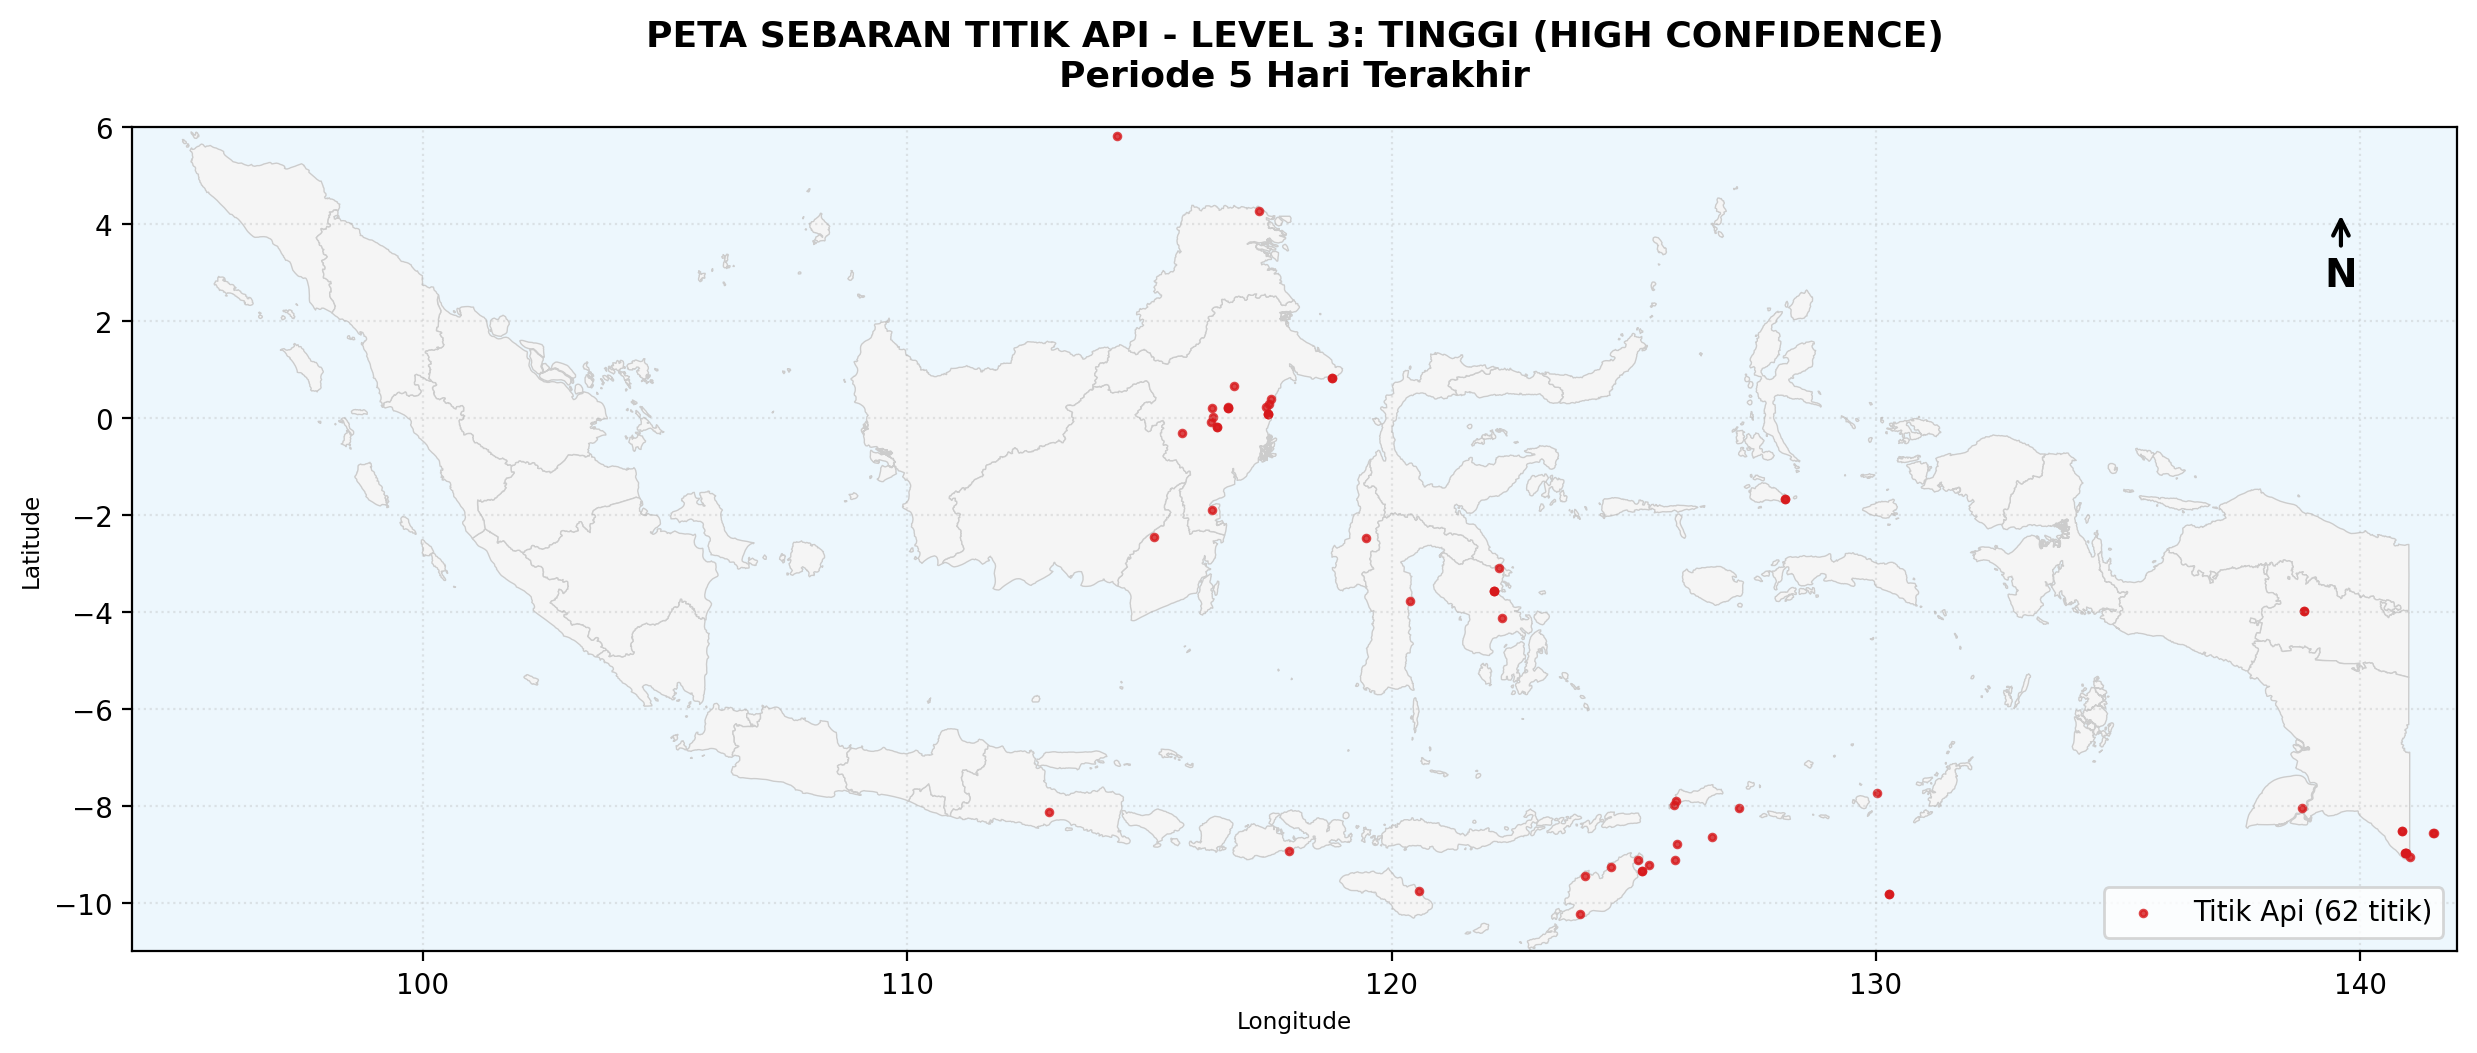 PETA SEBARAN TITIK API - LEVEL 3: TINGGI (HIGH CONFIDENCE)
Periode 5 Hari Terakhir
6
4
2
0
−2
−4
−6
−8
−10
Latitude
N
Titik Api (62 titik)
100
110
120
130
140
Longitude